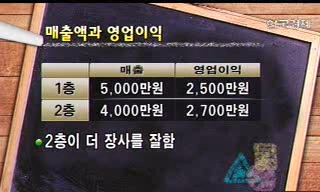 매출액과 영업이익
매출 영업이익
1층 5,000만원 2,500만원
2층 4,000만원 2,700만원
2층이 더 장사를 잘함